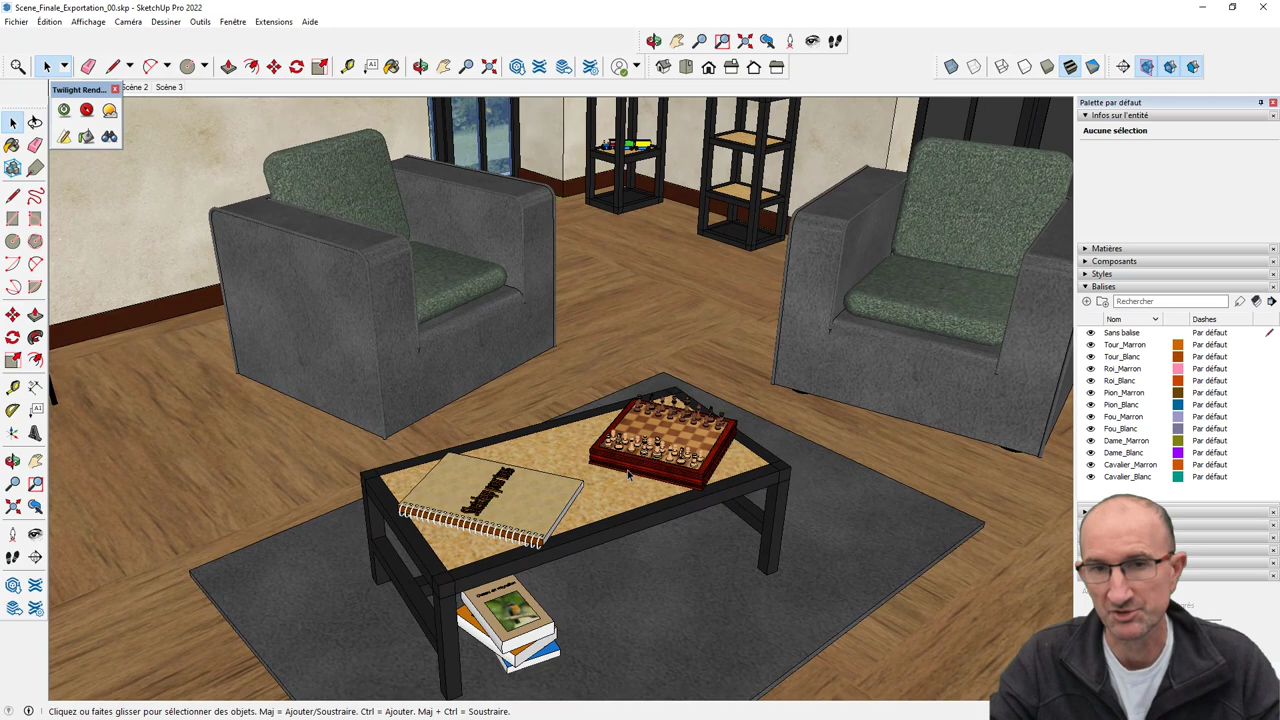 Scene_Finale_Exportation_00.skp - SketchUp Pro 2022
Fichier Édition Affichage Caméra Dessiner Outils Fenêtre Extensions Aide
Twilight Rend...
Scène 2 Scène 3
Palette par défaut
Infos sur l'entité
Aucune sélection
Matières
Composants
Styles
Balises
Rechercher
Nom Dashes
Sans balise Par défaut
Tour_Marron Par défaut
Tour_Blanc Par défaut
Roi_Marron Par défaut
Roi_Blanc Par défaut
Pion_Marron Par défaut
Pion_Blanc Par défaut
Fou_Marron Par défaut
Fou_Blanc Par défaut
Dame_Marron Par défaut
Dame_Blanc Par défaut
Cavalier_Marron Par défaut
Cavalier_Blanc Par défaut
Cliquez ou faites glisser pour sélectionner des objets. Maj = Ajouter/Soustraire. Ctrl = Ajouter. Maj + Ctrl = Soustraire.